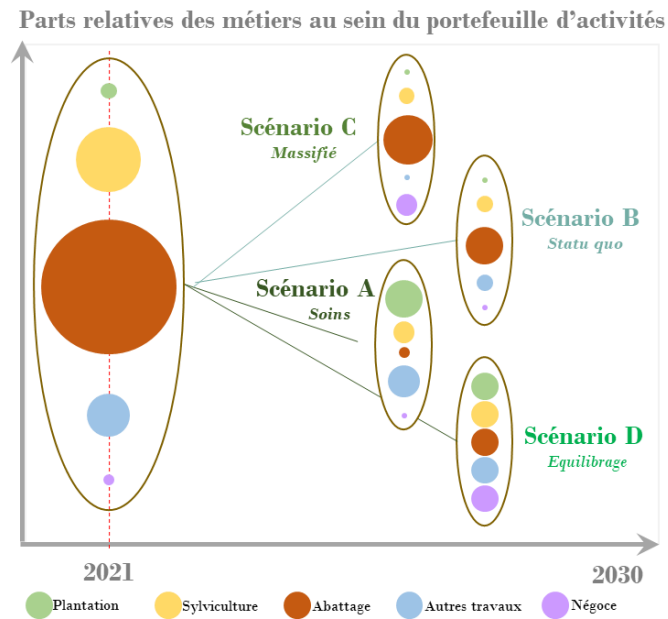 Parts relatives des métiers au sein du portefeuille d’activités
Scénario C
Massifié
Scénario B
Statu quo
Scénario A
Soins
Scénario D
Equilibrage
2021
2030
Plantation
Sylviculture
Abattage
Autres travaux
Négoce